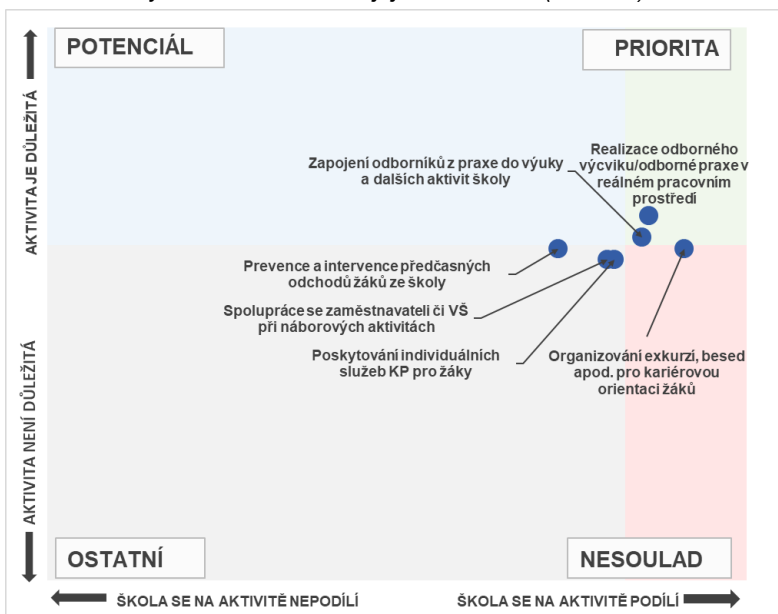 POTENCIÁL
PRIORITA
AKTIVITA JE DŮLEŽITÁ
Zapojení odborníků z praxe do výuky
a dalších aktivit školy
Realizace odborného
výcviku/odborné praxe v
reálném pracovním
prostředí
Prevence a intervence předčasných
odchodů žáků ze školy
Spolupráce se zaměstnavateli či VŠ
při náborových aktivitách
Poskytování individuálních
služeb KP pro žáky
Organizování exkurzí, besed
apod. pro kariérovou
orientaci žáků
AKTIVITA NENÍ DŮLEŽITÁ
OSTATNÍ
NESOULAD
ŠKOLA SE NA AKTIVITĚ NEPODÍLÍ
ŠKOLA SE NA AKTIVITĚ PODÍLÍ